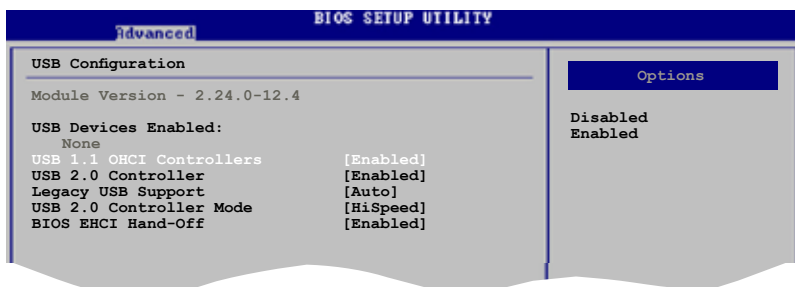 BIOS SETUP UTILITY
Advanced
USB Configuration
Module Version - 2.24.0-12.4
USB Devices Enabled:
None
USB 1.1 OHCI Controllers [Enabled]
USB 2.0 Controller [Enabled]
Legacy USB Support [Auto]
USB 2.0 Controller Mode [HiSpeed]
BIOS EHCI Hand-Off [Enabled]
Options
Disabled
Enabled